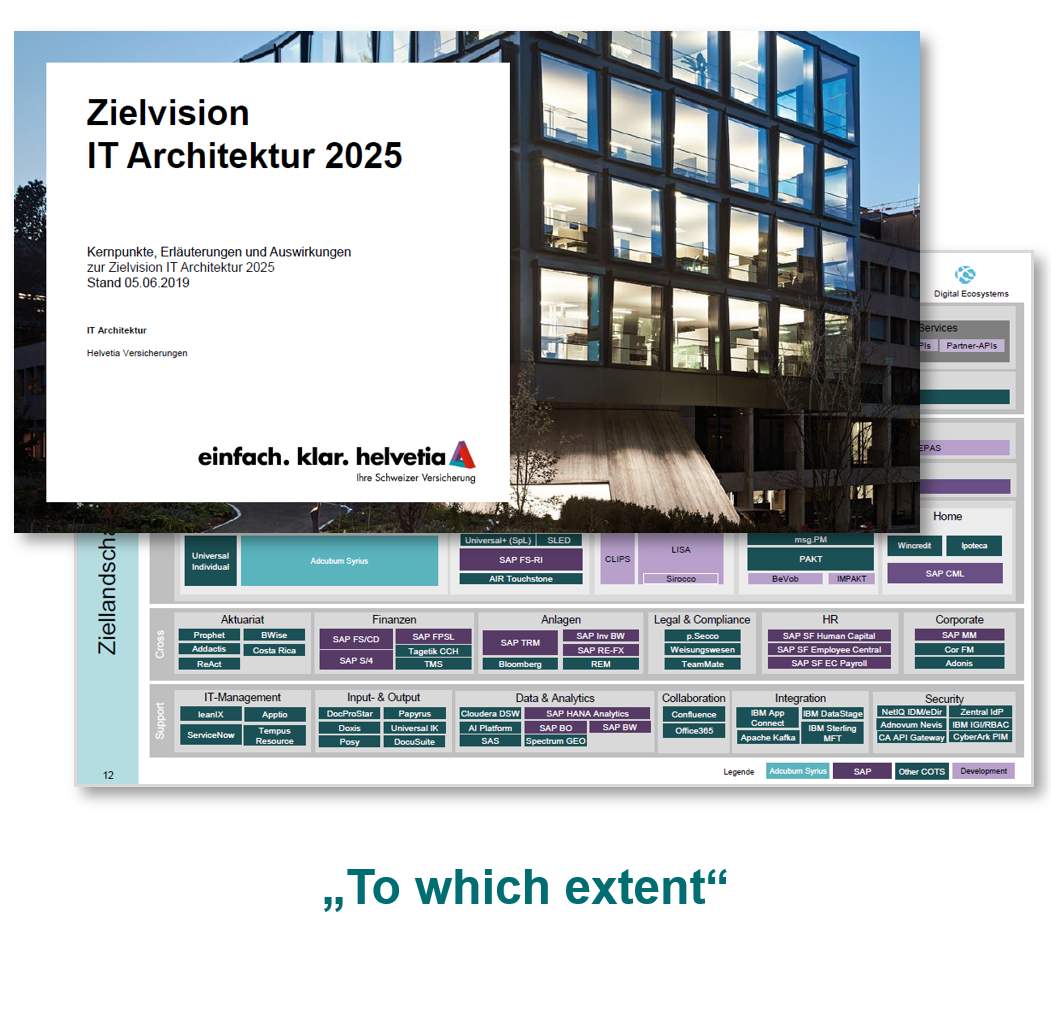 Zielvision
IT Architektur 2025
Kernpunkte, Erläuterungen und Auswirkungen
zur Zielvision IT Architektur 2025
Stand 05.06.2019
IT Architektur
Helvetia Versicherungen
einfach. klar. helvetia
Ihre Schweizer Versicherung
Digital Ecosystems
Services
PIs
Partner-APIs
EPAS
Home
Ziellandscha
Universal
Individual
Adcubum Syrius
Universal+ (SpL)
SLED
SAP FS-RI
AIR Touchstone
CLIPS
LISA
Sirocco
msg.PM
PAKT
BeVob
IMPAKT
Wincredit
Ipoteca
SAP CML
Cross
Aktuariat
Prophet
BWise
Addactis
Costa Rica
ReAct
Finanzen
SAP FS/CD
SAP FPSL
SAP S/4
Tagetik CCH
TMS
Anlagen
SAP TRM
SAP Inv BW
SAP RE-FX
Bloomberg
REM
Legal & Compliance
p.Secco
Weisungswesen
TeamMate
HR
SAP SF Human Capital
SAP SF Employee Central
SAP SF EC Payroll
Corporate
SAP MM
Cor FM
Adonis
Support
IT-Management
leanIX
Apptio
ServiceNow
Tempus
Resource
Input- & Output
DocProStar
Papyrus
Doxis
Universal IK
Posy
DocuSuite
Data & Analytics
Cloudera DSW
SAP HANA Analytics
AI Platform
SAP BO
SAP BW
SAS
Spectrum GEO
Collaboration
Confluence
Office365
Integration
IBM App
Connect
IBM DataStage
Apache Kafka
IBM Sterling
MFT
Security
NetIQ IDM/eDir
Zentral IdP
Adnovum Nevis
IBM IGI/RBAC
CA API Gateway
CyberArk PIM
12
Legende
Adcubum Syrius
SAP
Other COTS
Development
„To which extent“